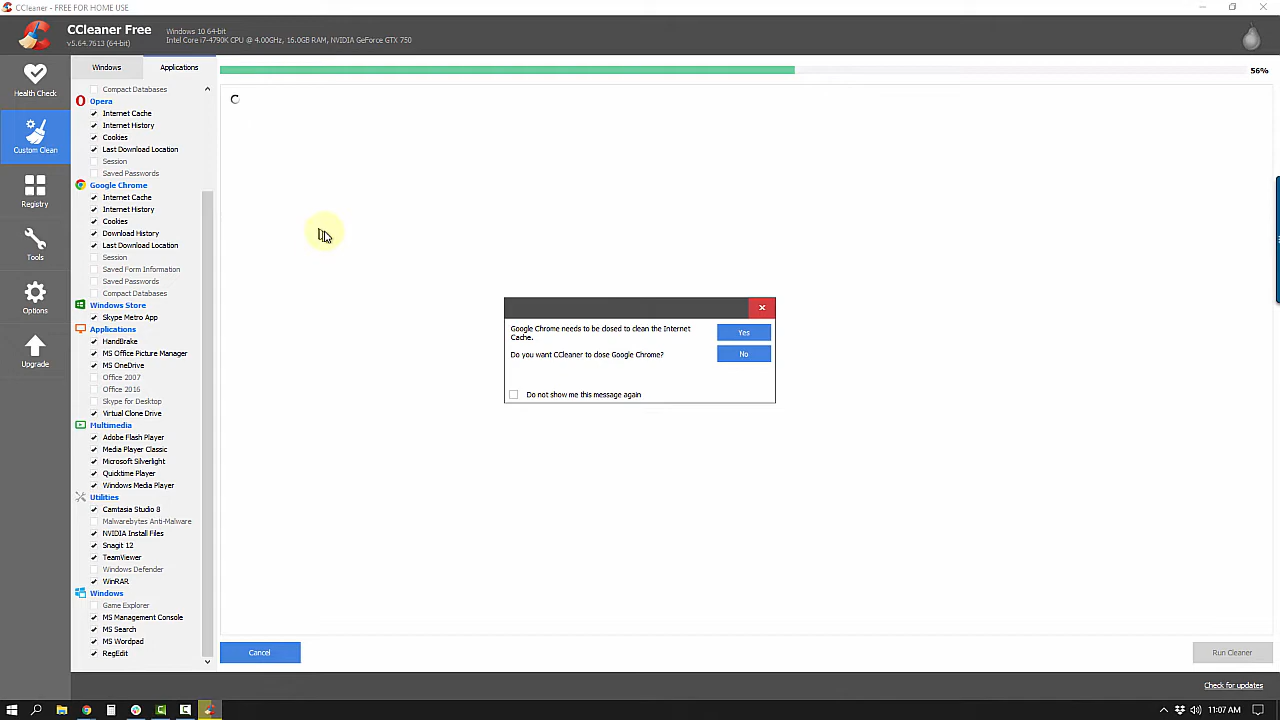 CCleaner - FREE FOR HOME USE
CCleaner Free
v5.64.7613 (64-bit)
Windows 10 64-bit
Intel Core i7-4790K CPU @ 4.00GHz, 16.0GB RAM, NVIDIA GeForce GTX 750
Health Check
Custom Clean
Registry
Tools
Options
Upgrade
Windows
Applications
56%
Compact Databases
Opera
Internet Cache
Internet History
Cookies
Last Download Location
Session
Saved Passwords
Google Chrome
Internet Cache
Internet History
Cookies
Download History
Last Download Location
Session
Saved Form Information
Saved Passwords
Compact Databases
Windows Store
Skype Metro App
Applications
HandBrake
MS Office Picture Manager
MS OneDrive
Office 2007
Office 2016
Skype for Desktop
Virtual Clone Drive
Multimedia
Adobe Flash Player
Media Player Classic
Microsoft Silverlight
Quicktime Player
Windows Media Player
Utilities
Camtasia Studio 8
Malwarebytes Anti-Malware
NVIDIA Install Files
Snagit 12
TeamViewer
Windows Defender
WinRAR
Windows
Game Explorer
MS Management Console
MS Search
MS Wordpad
RegEdit
Google Chrome needs to be closed to clean the Internet
Cache.
Do you want CCleaner to close Google Chrome?
Yes
No
Do not show me this message again
Cancel
Run Cleaner
Check for updates
11:07 AM